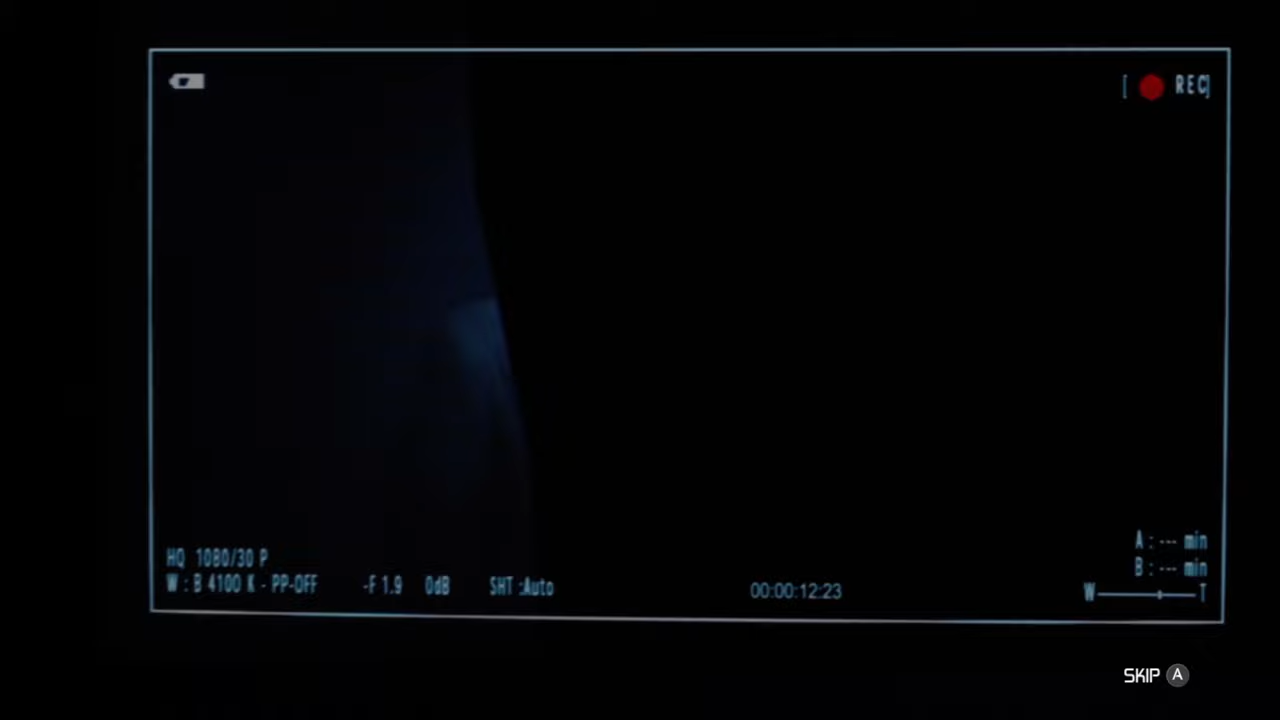 [ REC]
HQ 1080/30 P
W : B 4100 K - PP-OFF -F 1.9 0dB SHT :Auto 00:00:12:23
A : --- min
B : --- min
W T
SKIP A